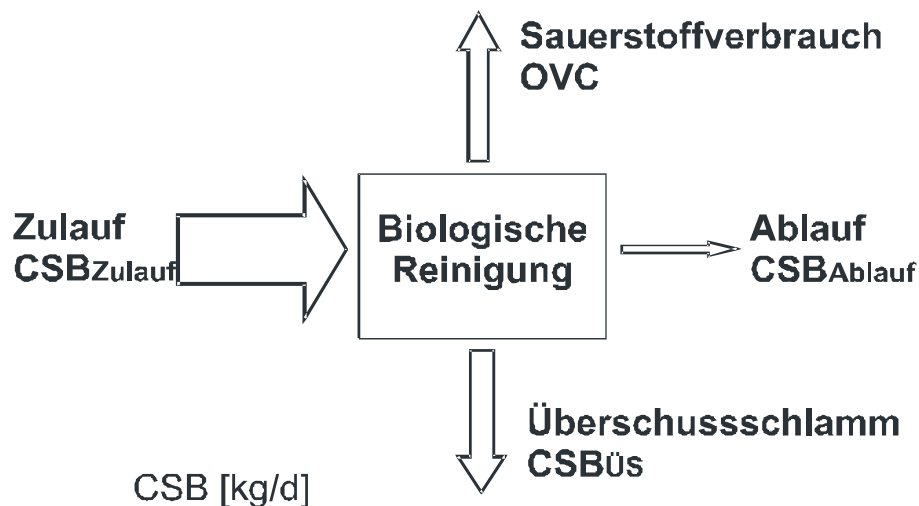 Sauerstoffverbrauch
OVC
Zulauf
CSBZulauf
Biologische
Reinigung
Ablauf
CSBAblauf
Überschussschlamm
CSBÜS
CSB [kg/d]